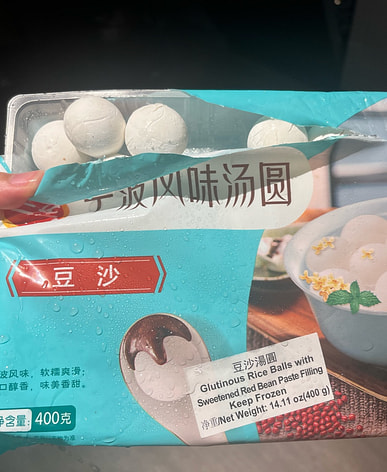 波风味汤圆
豆沙
波风味，软糯爽滑；
口醇香，味美香甜。
净含量: 400克
豆沙湯圓
Glutinous Rice Balls with
Sweetened Red Bean Paste Filling
Keep Frozen
净重/Net Weight: 14.11 oz(400 g)